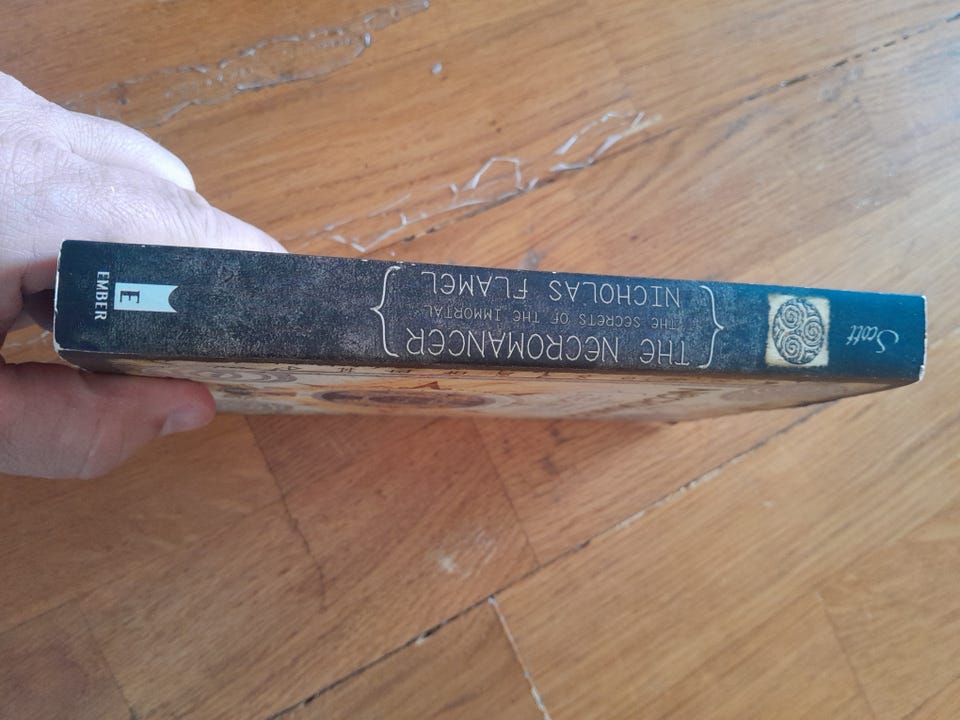 Scott
THE NECROMANCER
THE SECRETS OF THE IMMORTAL
NICHOLAS FLAMEL
E
EMBER